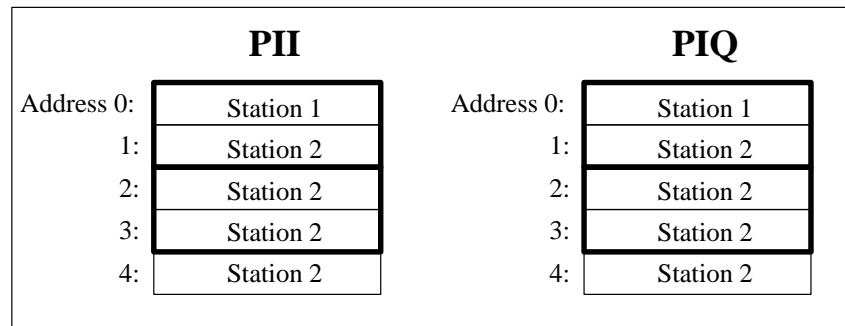 PII PIQ
Address 0: Station 1 Address 0: Station 1
1: Station 2 1: Station 2
2: Station 2 2: Station 2
3: Station 2 3: Station 2
4: Station 2 4: Station 2